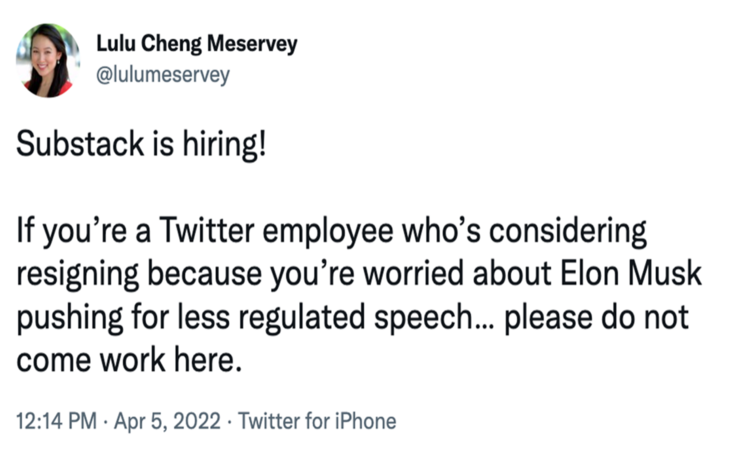 Lulu Cheng Meservey
@lulumeservey
Substack is hiring!
If you’re a Twitter employee who’s considering
resigning because you’re worried about Elon Musk
pushing for less regulated speech... please do not
come work here.
12:14 PM · Apr 5, 2022 · Twitter for iPhone